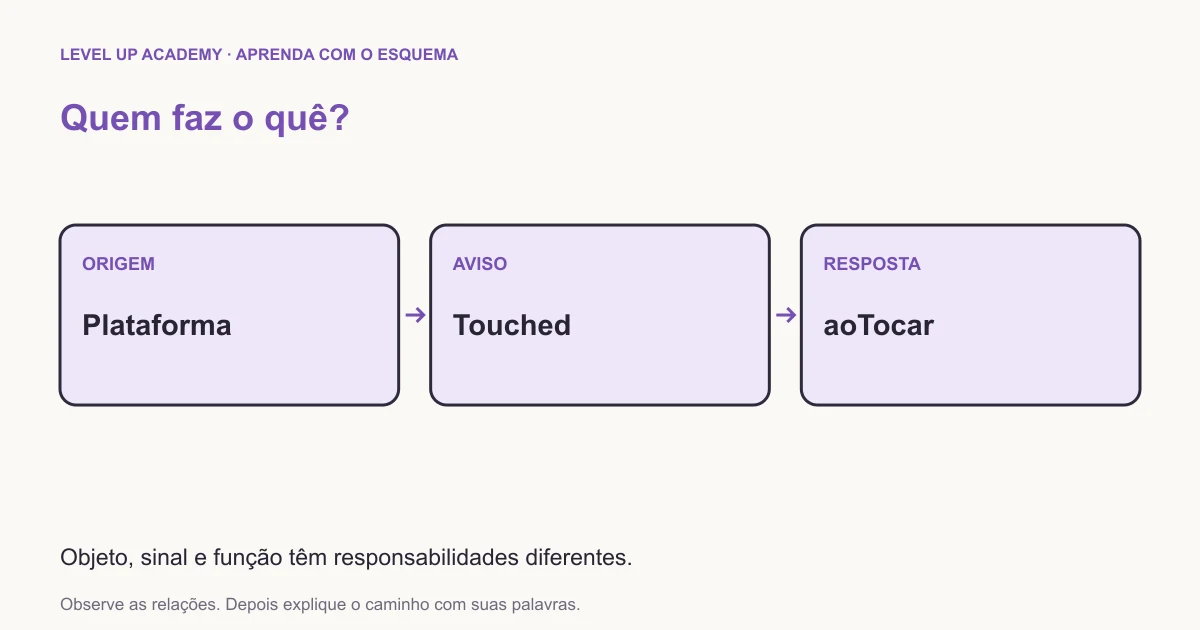 LEVEL UP ACADEMY · APRENDA COM O ESQUEMA
Quem faz o quê?
ORIGEM
Plataforma
→
AVISO
Touched
→
RESPOSTA
aoTocar
Objeto, sinal e função têm responsabilidades diferentes.
Observe as relações. Depois explique o caminho com suas palavras.